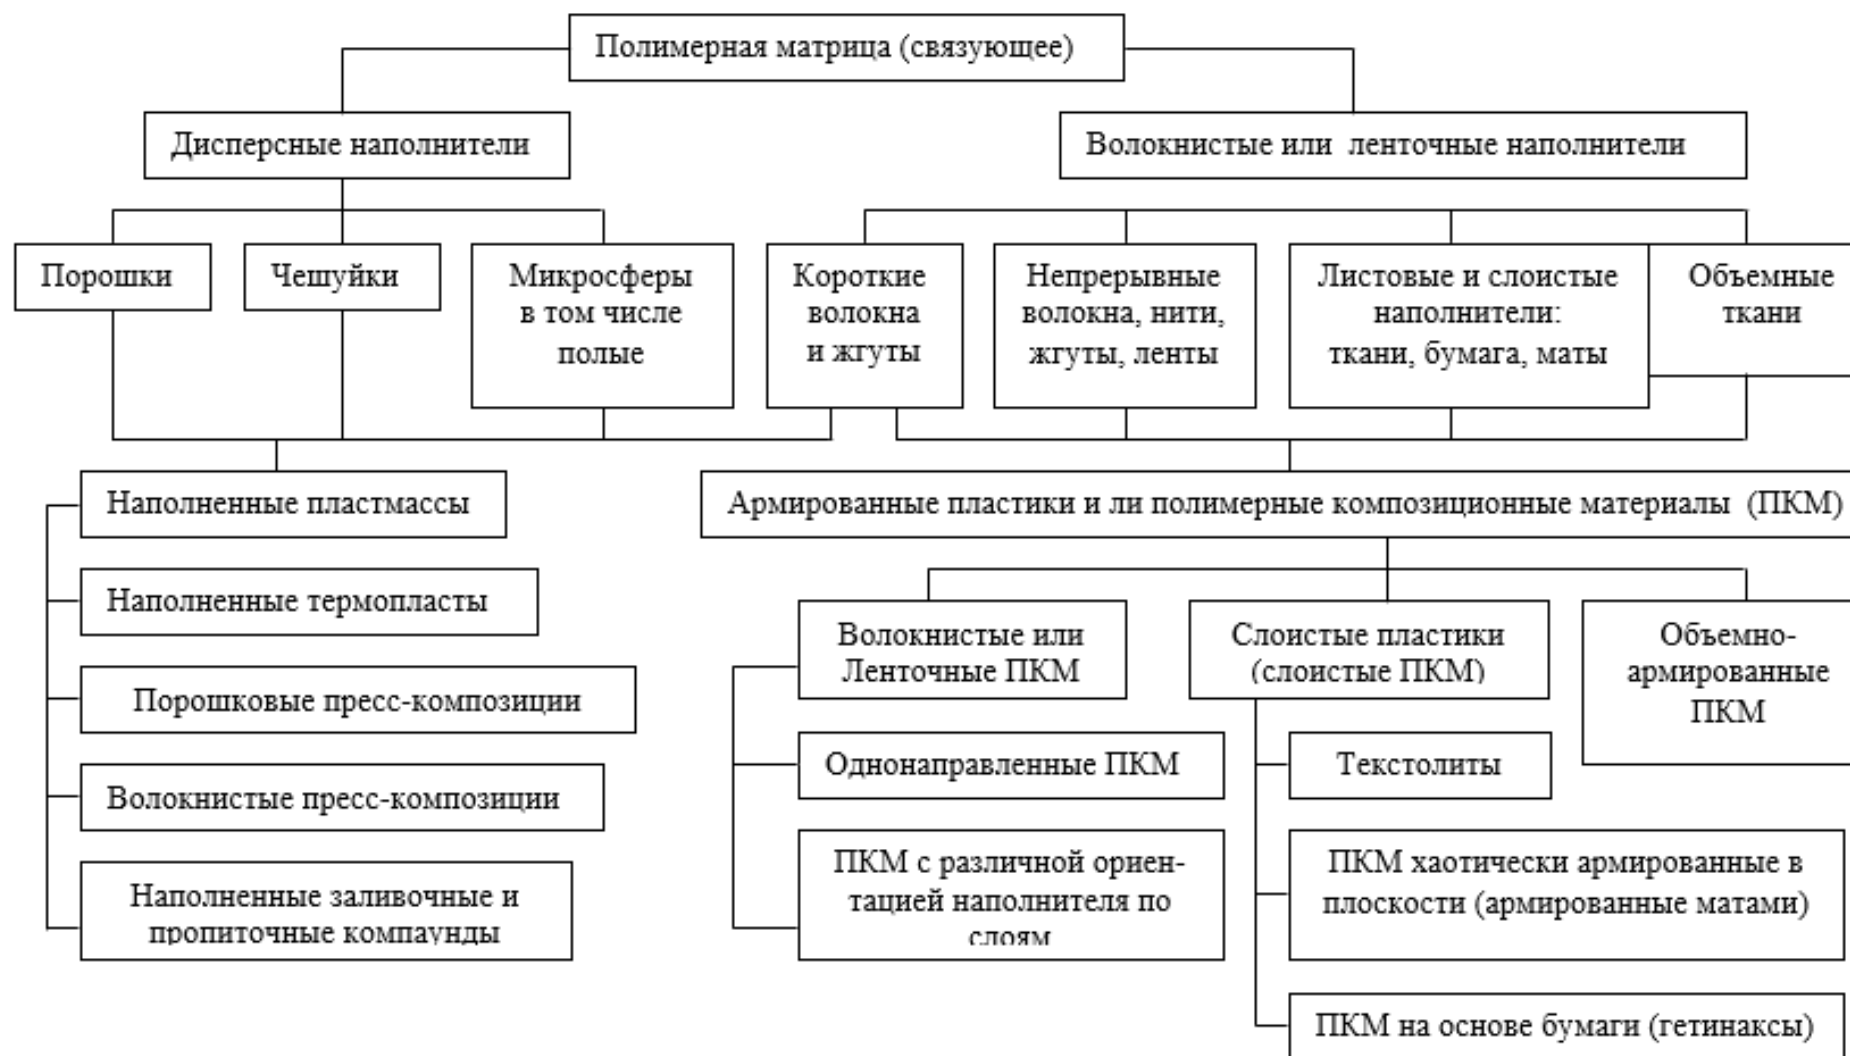 Полимерная матрица (связующее)
Дисперсные наполнители
Волокнистые или ленточные наполнители
Порошки
Чешуйки
Микросферы
в том числе
полые
Короткие
волокна
и жгуты
Непрерывные
волокна, нити,
жгуты, ленты
Листовые и слоистые
наполнители:
ткани, бумага, маты
Объемные
ткани
Наполненные пластмассы
Армированные пластики и ли полимерные композиционные материалы (ПКМ)
Наполненные термопласты
Порошковые пресс-композиции
Волокнистые пресс-композиции
Наполненные заливочные и
пропиточные компаунды
Волокнистые или
Ленточные ПКМ
Однонаправленные ПКМ
ПКМ с различной ориен-
тацией наполнителя по
слоям
Слоистые пластики
(слоистые ПКМ)
Текстолиты
ПКМ хаотически армированные в
плоскости (армированные матами)
ПКМ на основе бумаги (гетинаксы)
Объемно-
армированные
ПКМ